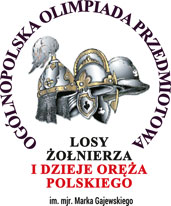 OGÓLNOPOLSKA OLIMPIADA PRZEDMIOTOWA
LOSY
ŻOŁNIERZA
I DZIEJE ORĘŻA
POLSKIEGO
im. mjr. Marka Gajewskiego